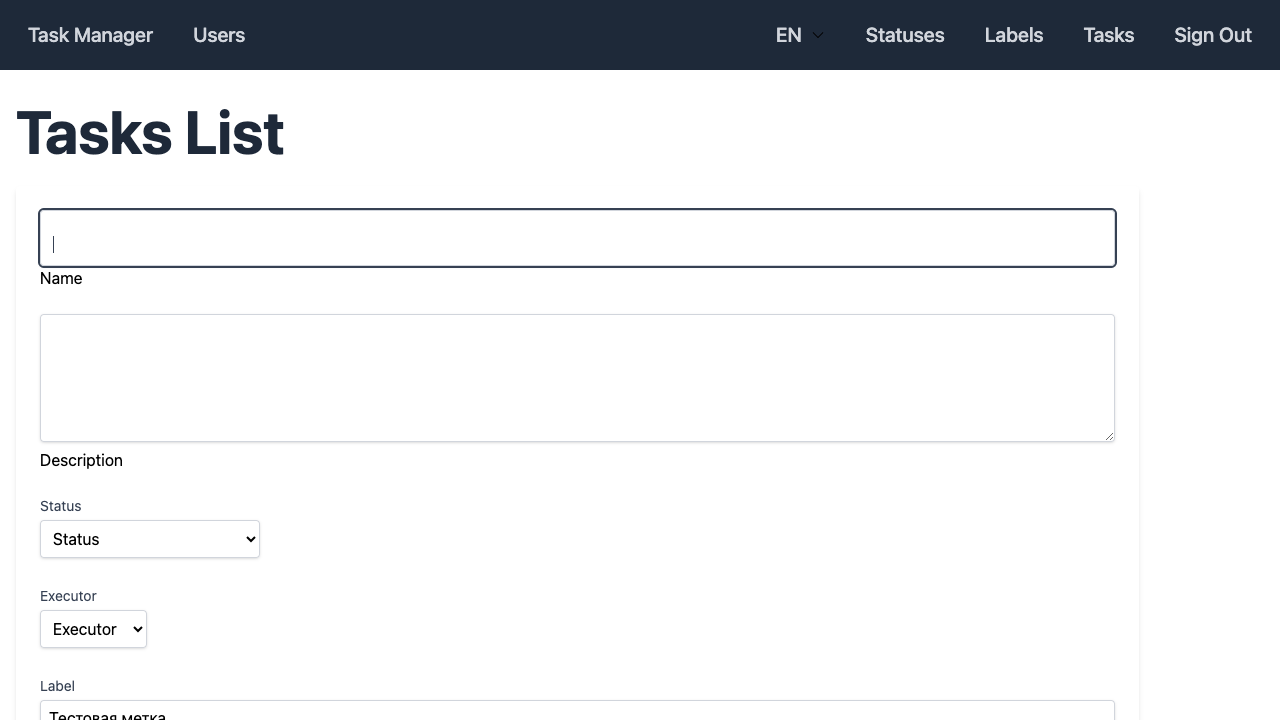 Task Manager Users EN Statuses Labels Tasks Sign Out
Tasks List
Name
Description
Status
Status
Executor
Executor
Label
Тестовая метка